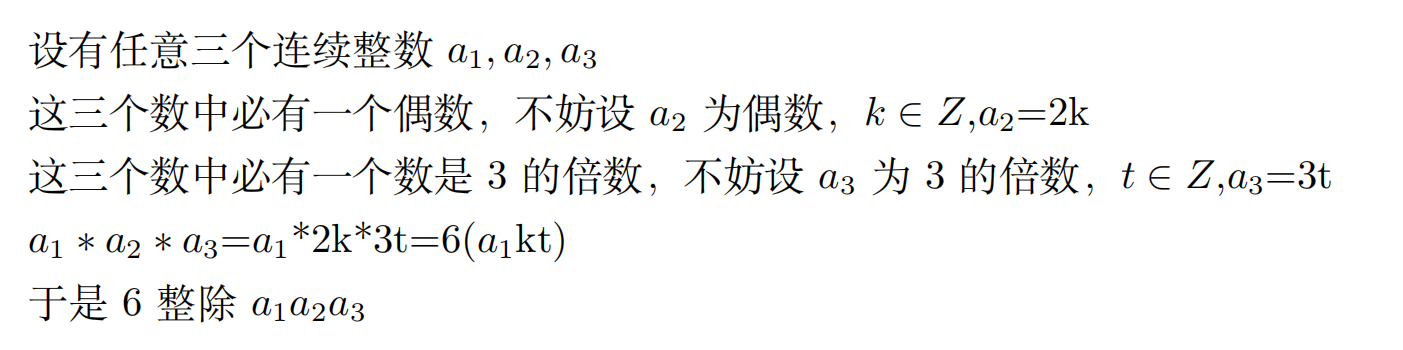 设有任意三个连续整数 a₁, a₂, a₃
这三个数中必有一个偶数，不妨设 a₂ 为偶数，k ∈ Z,a₂=2k
这三个数中必有一个数是 3 的倍数，不妨设 a₃ 为 3 的倍数，t ∈ Z,a₃=3t
a₁ ∗ a₂ ∗ a₃=a₁*2k*3t=6(a₁kt)
于是 6 整除 a₁a₂a₃